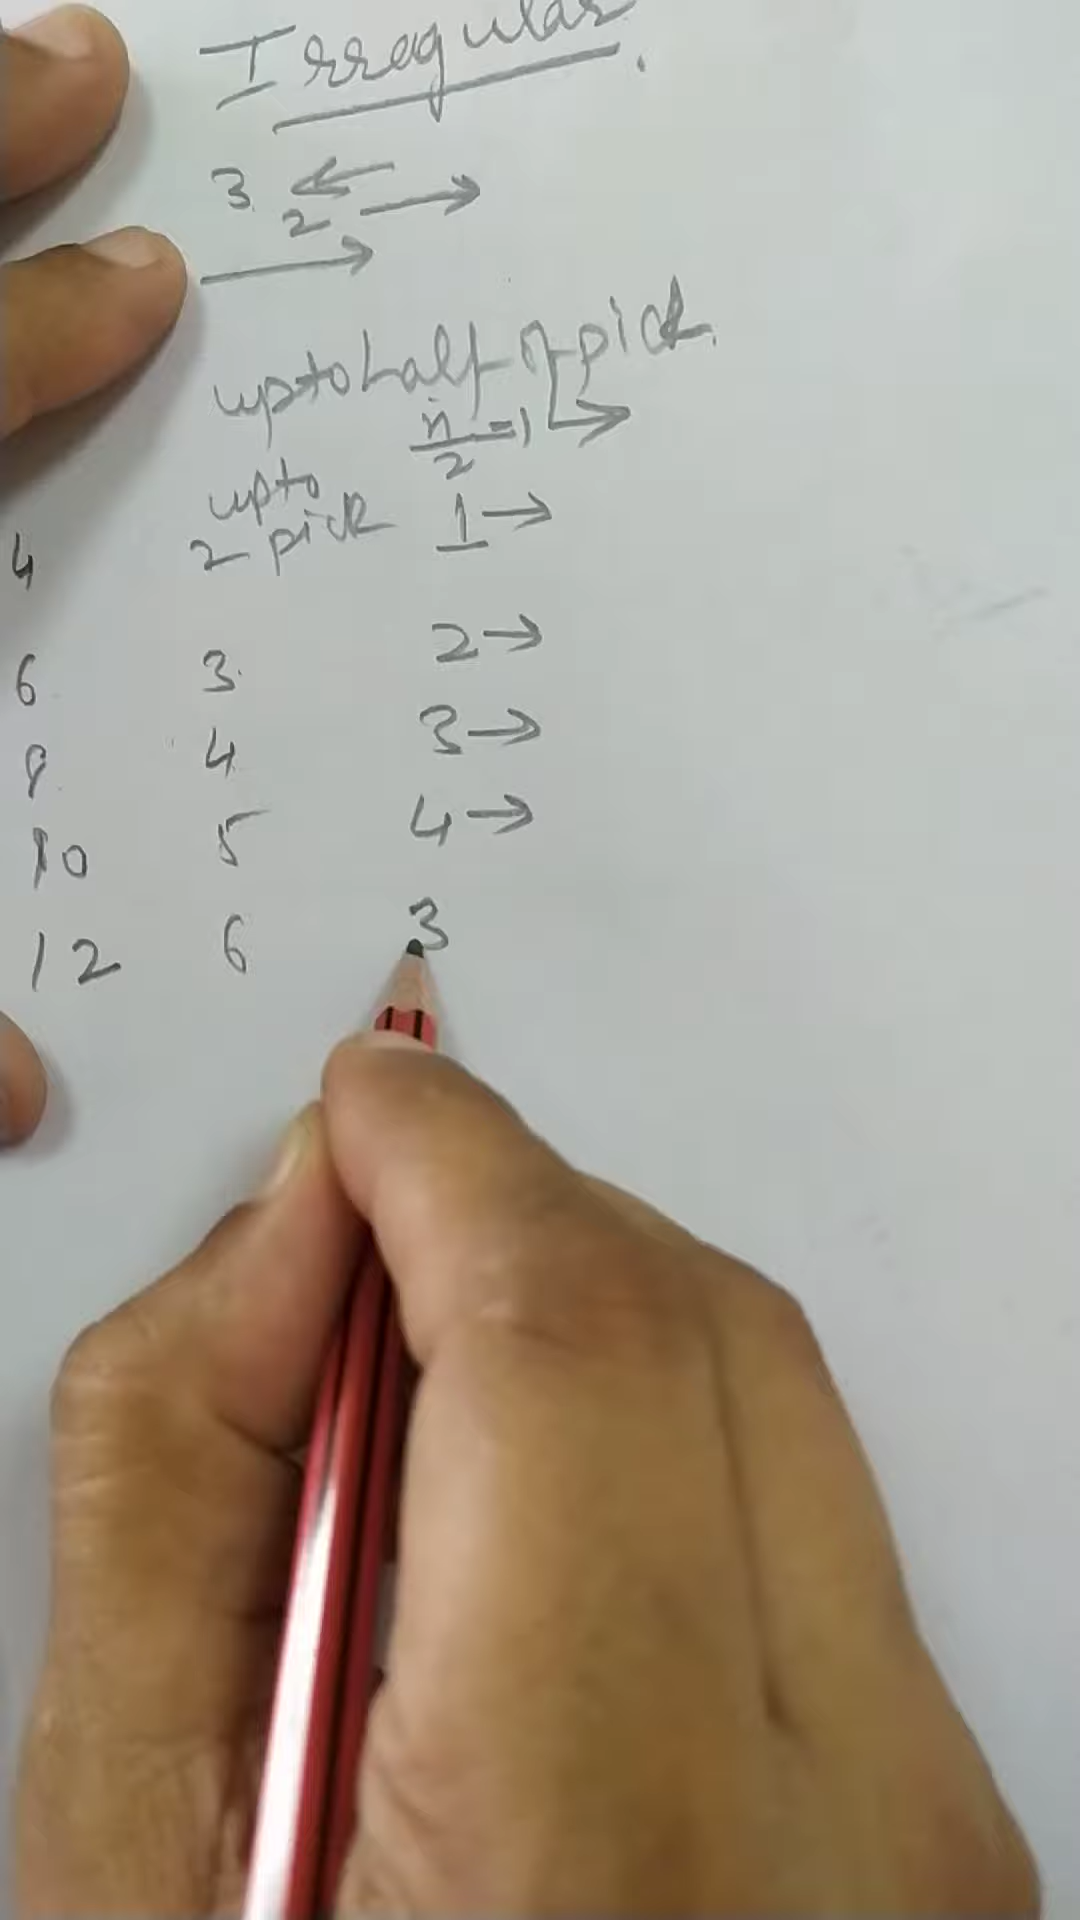 Irregular.
3 ←
2 →
→
upto half of pick.
n/2 = 1 →
4 upto 2 pick 1 →
6 3 2 →
8 4 3 →
10 5 4 →
12 6 3